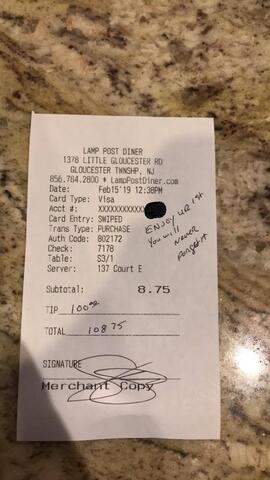 LAMP POST DINER
1378 LITTLE GLOUCESTER RD
GLOUCESTER TWNSHP, NJ
856.784.2800 * LampPostDiner.com
Date: Feb15'19 12:38PM
Card Type: Visa
Acct #: XXXXXXXXXXXX
Card Entry: SWIPED
Trans Type: PURCHASE
Auth Code: 802172
Check: 7178
Table: S3/1
Server: 137 Court E
ENJOY UR 1st
You will
never
forget it
Subtotal: 8.75
TIP 100.00
TOTAL 108 75
SIGNATURE
Merchant Copy